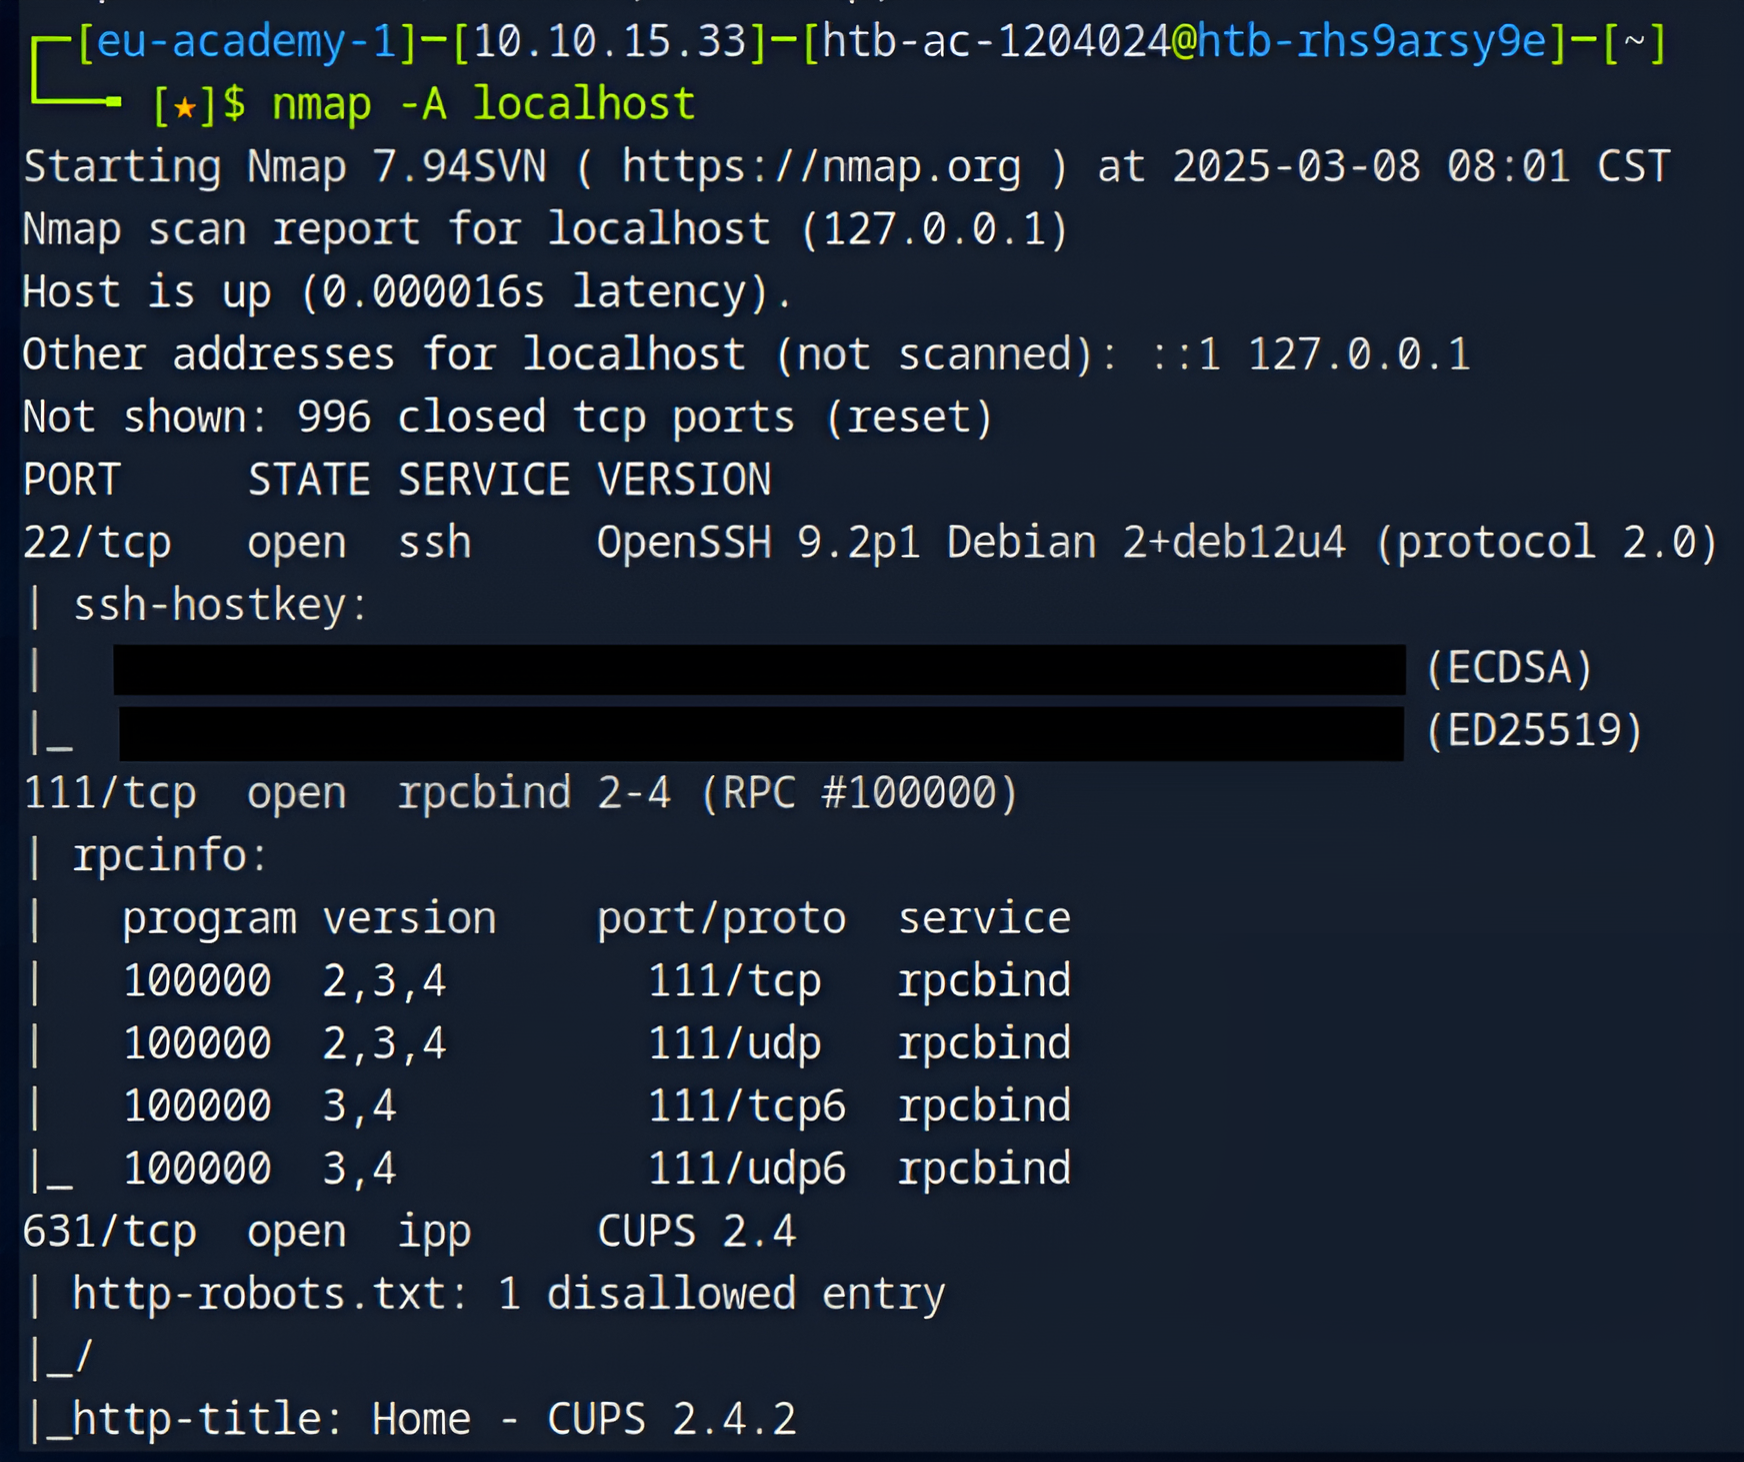 [eu-academy-1]-[10.10.15.33]-[htb-ac-1204024@htb-rhs9arsy9e]-[~]
[★]$ nmap -A localhost
Starting Nmap 7.94SVN ( https://nmap.org ) at 2025-03-08 08:01 CST
Nmap scan report for localhost (127.0.0.1)
Host is up (0.000016s latency).
Other addresses for localhost (not scanned): ::1 127.0.0.1
Not shown: 996 closed tcp ports (reset)
PORT     STATE SERVICE VERSION
22/tcp   open  ssh     OpenSSH 9.2p1 Debian 2+deb12u4 (protocol 2.0)
| ssh-hostkey:
|   (ECDSA)
|_  (ED25519)
111/tcp  open  rpcbind 2-4 (RPC #100000)
| rpcinfo:
|   program version    port/proto  service
|   100000  2,3,4        111/tcp   rpcbind
|   100000  2,3,4        111/udp   rpcbind
|   100000  3,4          111/tcp6  rpcbind
|_  100000  3,4          111/udp6  rpcbind
631/tcp  open  ipp     CUPS 2.4
| http-robots.txt: 1 disallowed entry
|_/
|_http-title: Home - CUPS 2.4.2